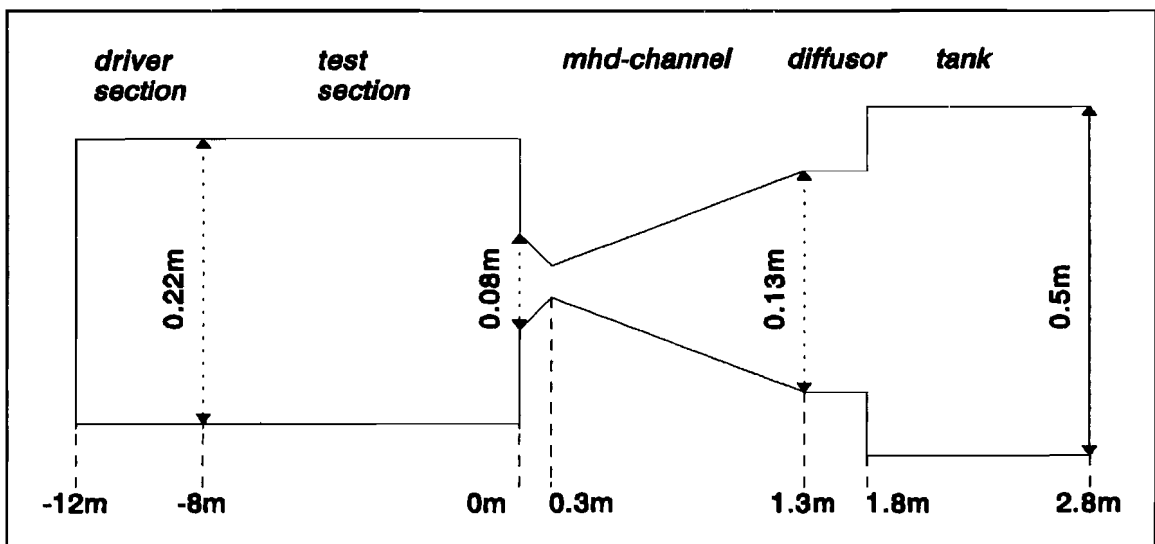 driver
section
test
section
mhd-channel
diffusor
tank
0.22m
0.08m
0.13m
0.5m
-12m
-8m
0m
0.3m
1.3m
1.8m
2.8m